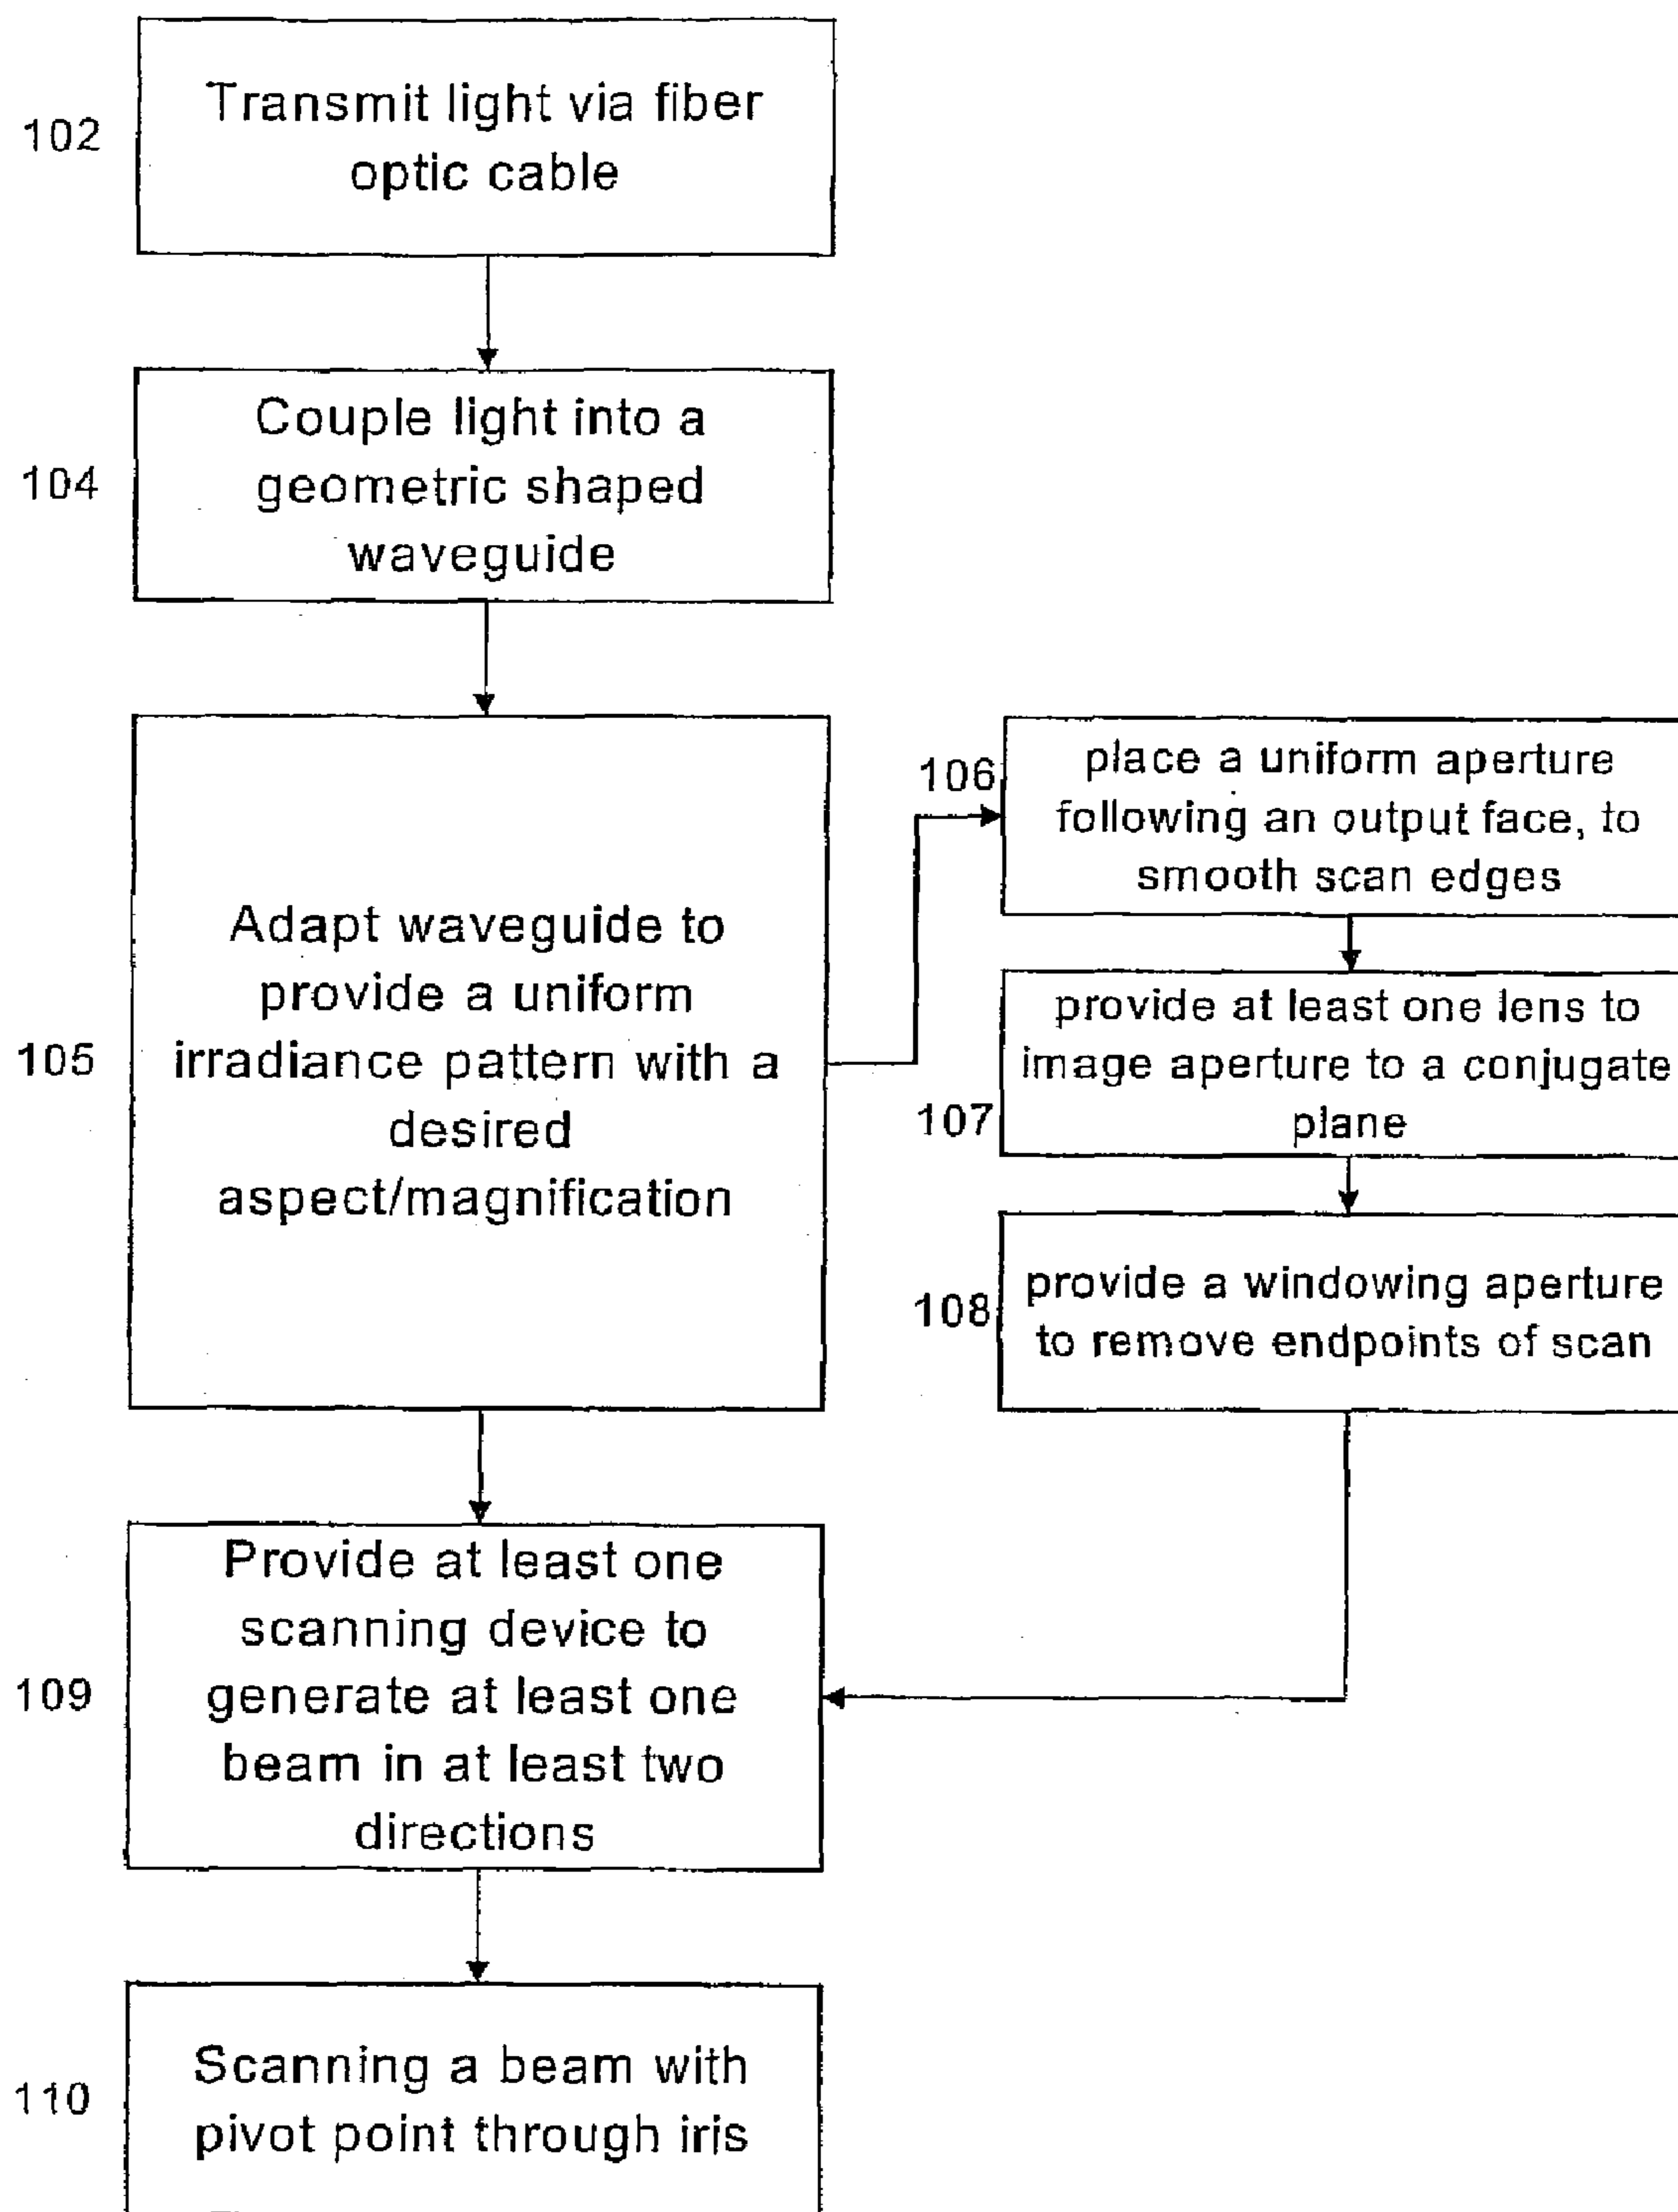 102
Transmit light via fiber
optic cable
104
Couple light into a
geometric shaped
waveguide
105
Adapt waveguide to
provide a uniform
irradiance pattern with a
desired
aspect/magnification
106
place a uniform aperture
following an output face, to
smooth scan edges
107
provide at least one lens to
image aperture to a conjugate
plane
108
provide a windowing aperture
to remove endpoints of scan
109
Provide at least one
scanning device to
generate at least one
beam in at least two
directions
110
Scanning a beam with
pivot point through iris